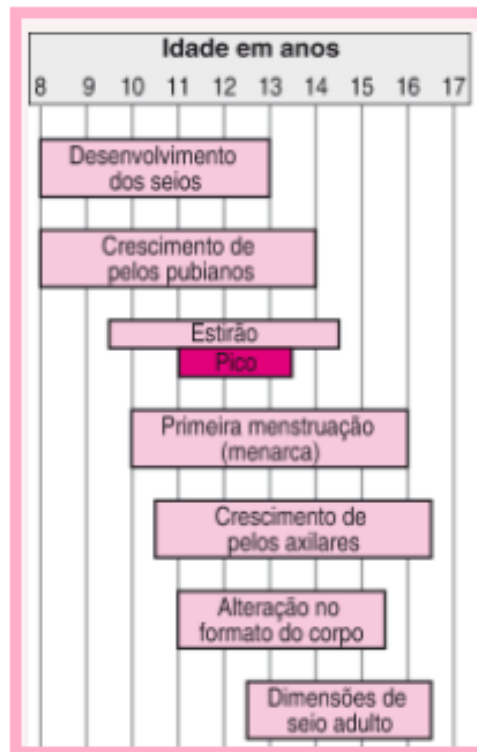 Idade em anos
8 9 10 11 12 13 14 15 16 17
Desenvolvimento
dos seios
Crescimento de
pelos pubianos
Estirão
Pico
Primeira menstruação
(menarca)
Crescimento de
pelos axilares
Alteração no
formato do corpo
Dimensões de
seio adulto